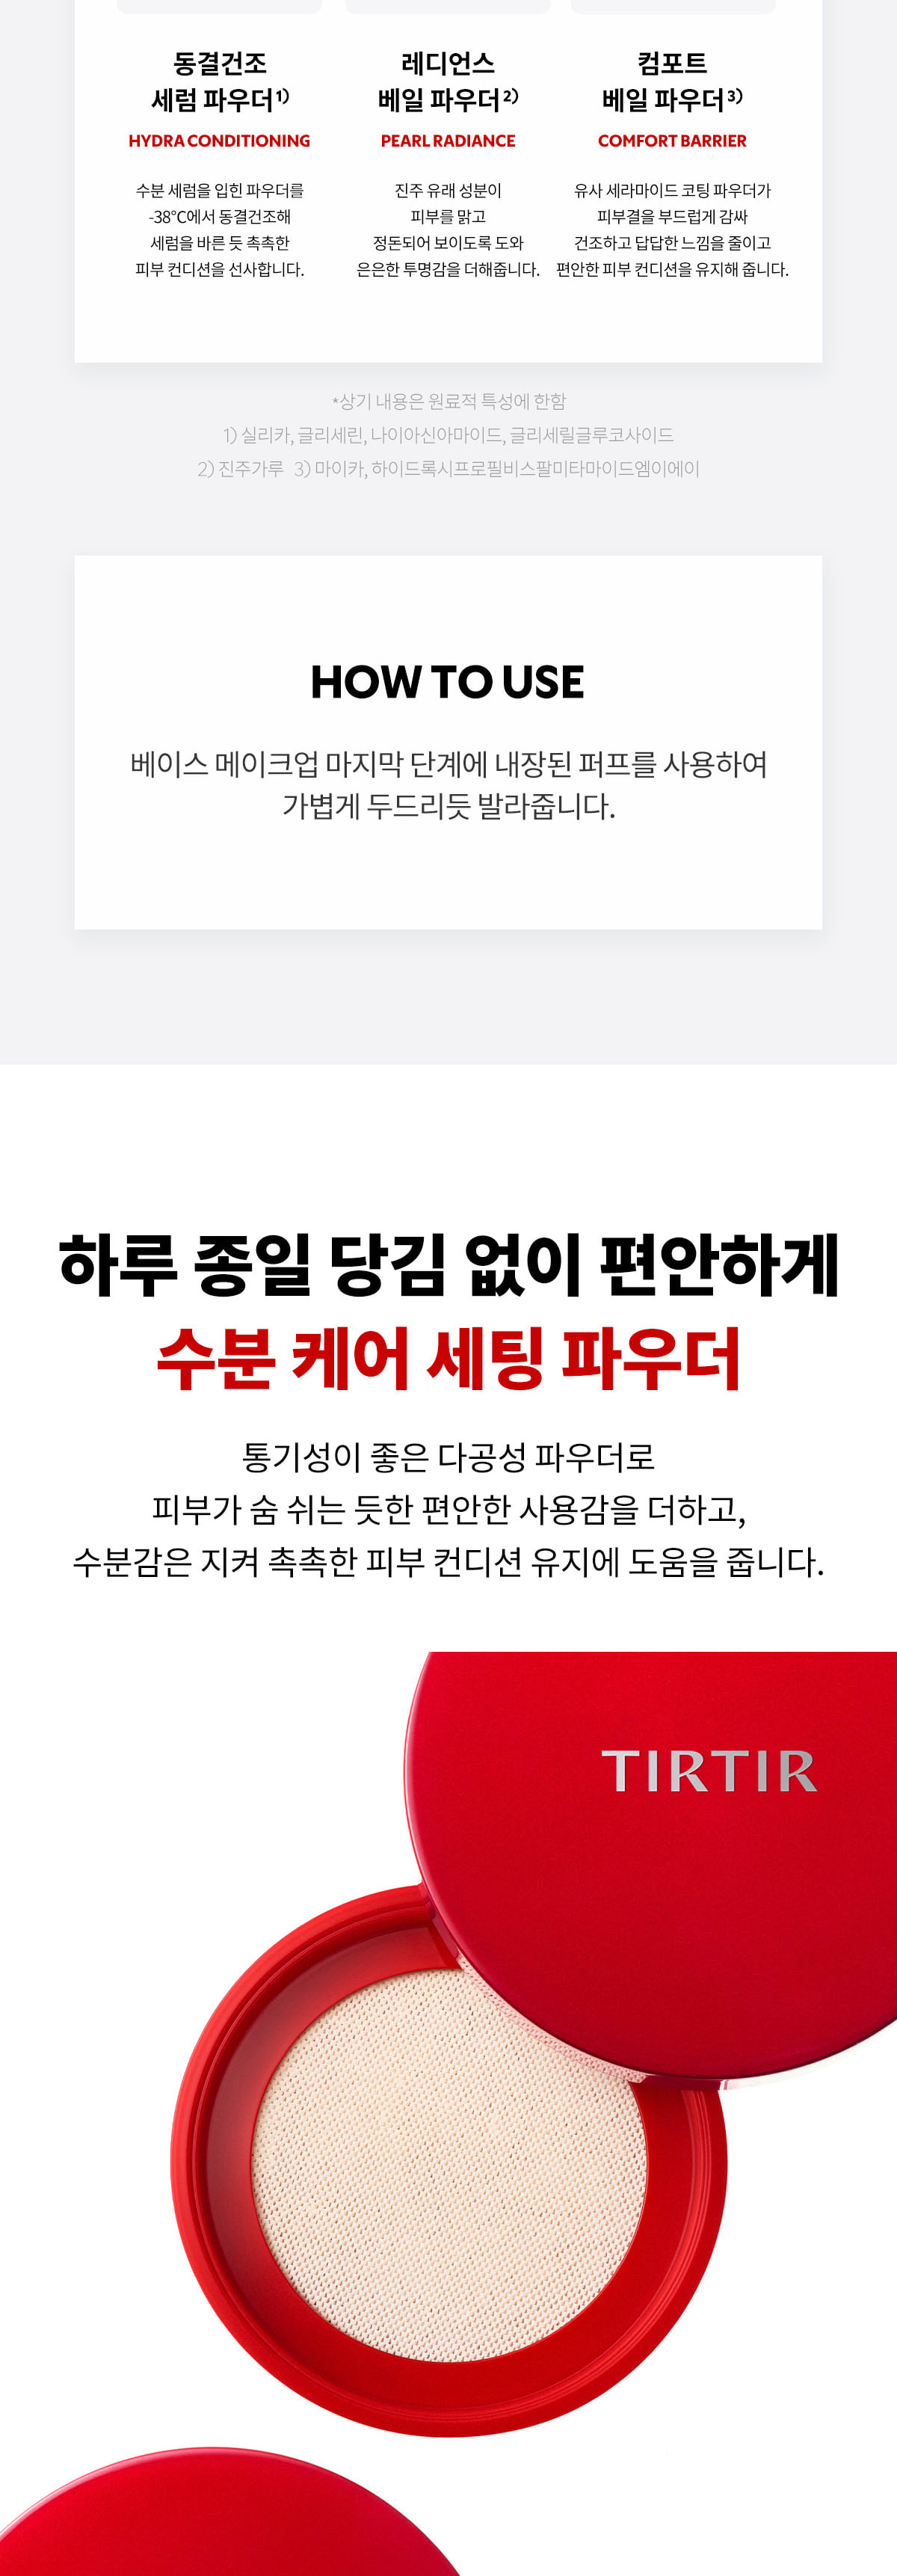 동결건조
세럼 파우더1)
HYDRA CONDITIONING
수분 세럼을 입힌 파우더를
-38°C에서 동결건조해
세럼을 바른 듯 촉촉한
피부 컨디션을 선사합니다.
레디언스
베일 파우더2)
PEARL RADIANCE
진주 유래 성분이
피부를 맑고
정돈되어 보이도록 도와
은은한 투명감을 더해줍니다.
컴포트
베일 파우더3)
COMFORT BARRIER
유사 세라마이드 코팅 파우더가
피부결을 부드럽게 감싸
건조하고 답답한 느낌을 줄이고
편안한 피부 컨디션을 유지해 줍니다.
*상기 내용은 원료적 특성에 한함
1) 실리카, 글리세린, 나이아신아마이드, 글리세릴글루코사이드
2) 진주가루 3) 마이카, 하이드록시프로필비스팔미타마이드엠이에이
HOW TO USE
베이스 메이크업 마지막 단계에 내장된 퍼프를 사용하여
가볍게 두드리듯 발라줍니다.
하루 종일 당김 없이 편안하게
수분 케어 세팅 파우더
통기성이 좋은 다공성 파우더로
피부가 숨 쉬는 듯한 편안한 사용감을 더하고,
수분감은 지켜 촉촉한 피부 컨디션 유지에 도움을 줍니다.
TIRTIR